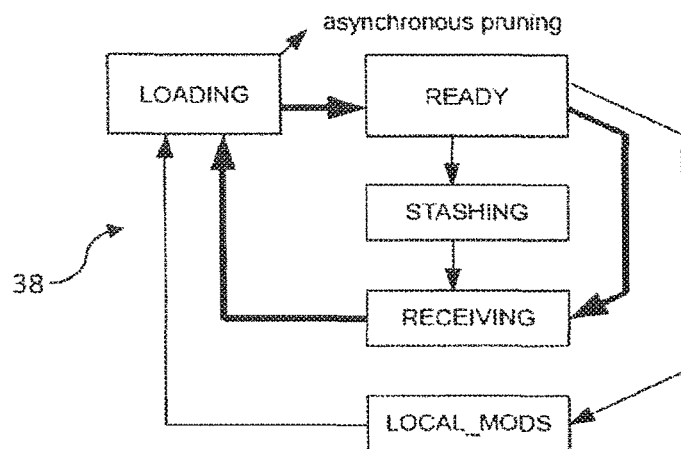 asynchronous pruning
LOADING
READY
STASHING
38
RECEIVING
LOCAL_MODS